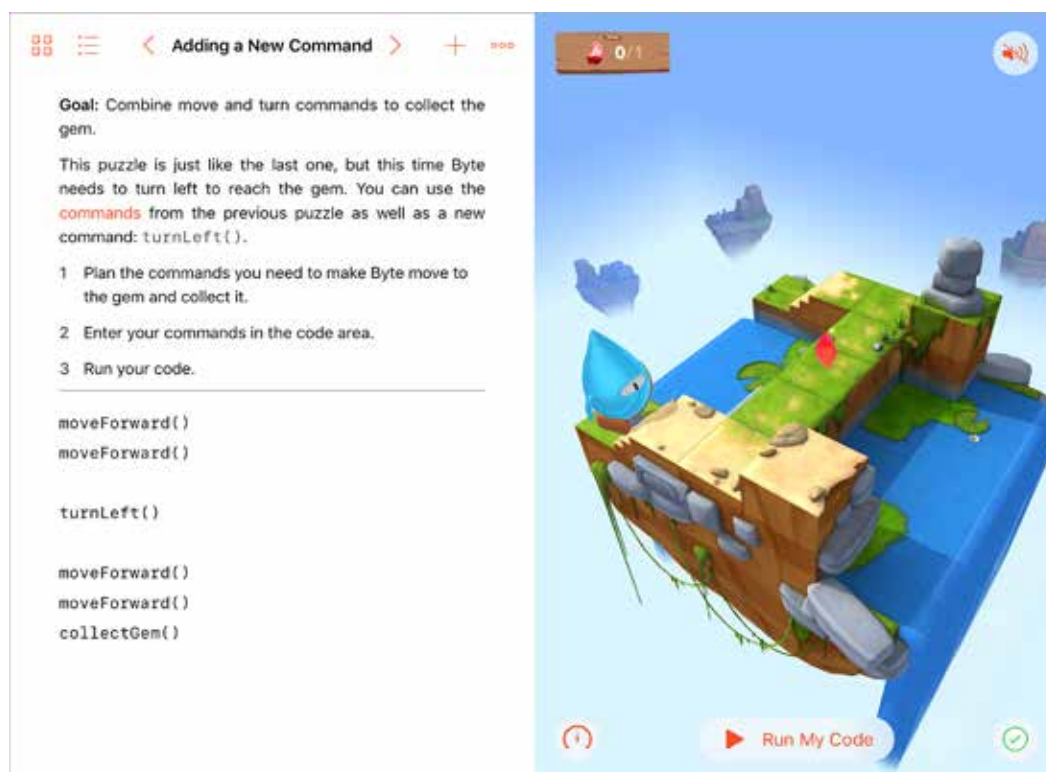 Adding a New Command
0/1
Goal: Combine move and turn commands to collect the
gem.
This puzzle is just like the last one, but this time Byte
needs to turn left to reach the gem. You can use the
commands from the previous puzzle as well as a new
command: turnLeft().
1 Plan the commands you need to make Byte move to
the gem and collect it.
2 Enter your commands in the code area.
3 Run your code.
moveForward()
moveForward()
turnLeft()
moveForward()
moveForward()
collectGem()
Run My Code